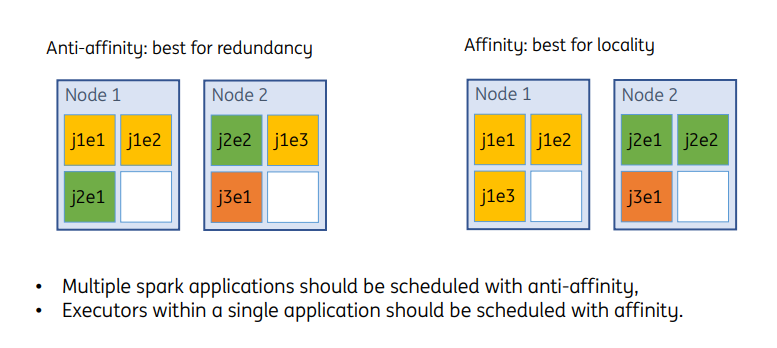 Anti-affinity: best for redundancy
Node 1
j1e1 j1e2
j2e1
Node 2
j2e2 j1e3
j3e1
Affinity: best for locality
Node 1
j1e1 j1e2
j1e3
Node 2
j2e1 j2e2
j3e1
• Multiple spark applications should be scheduled with anti-affinity,
• Executors within a single application should be scheduled with affinity.